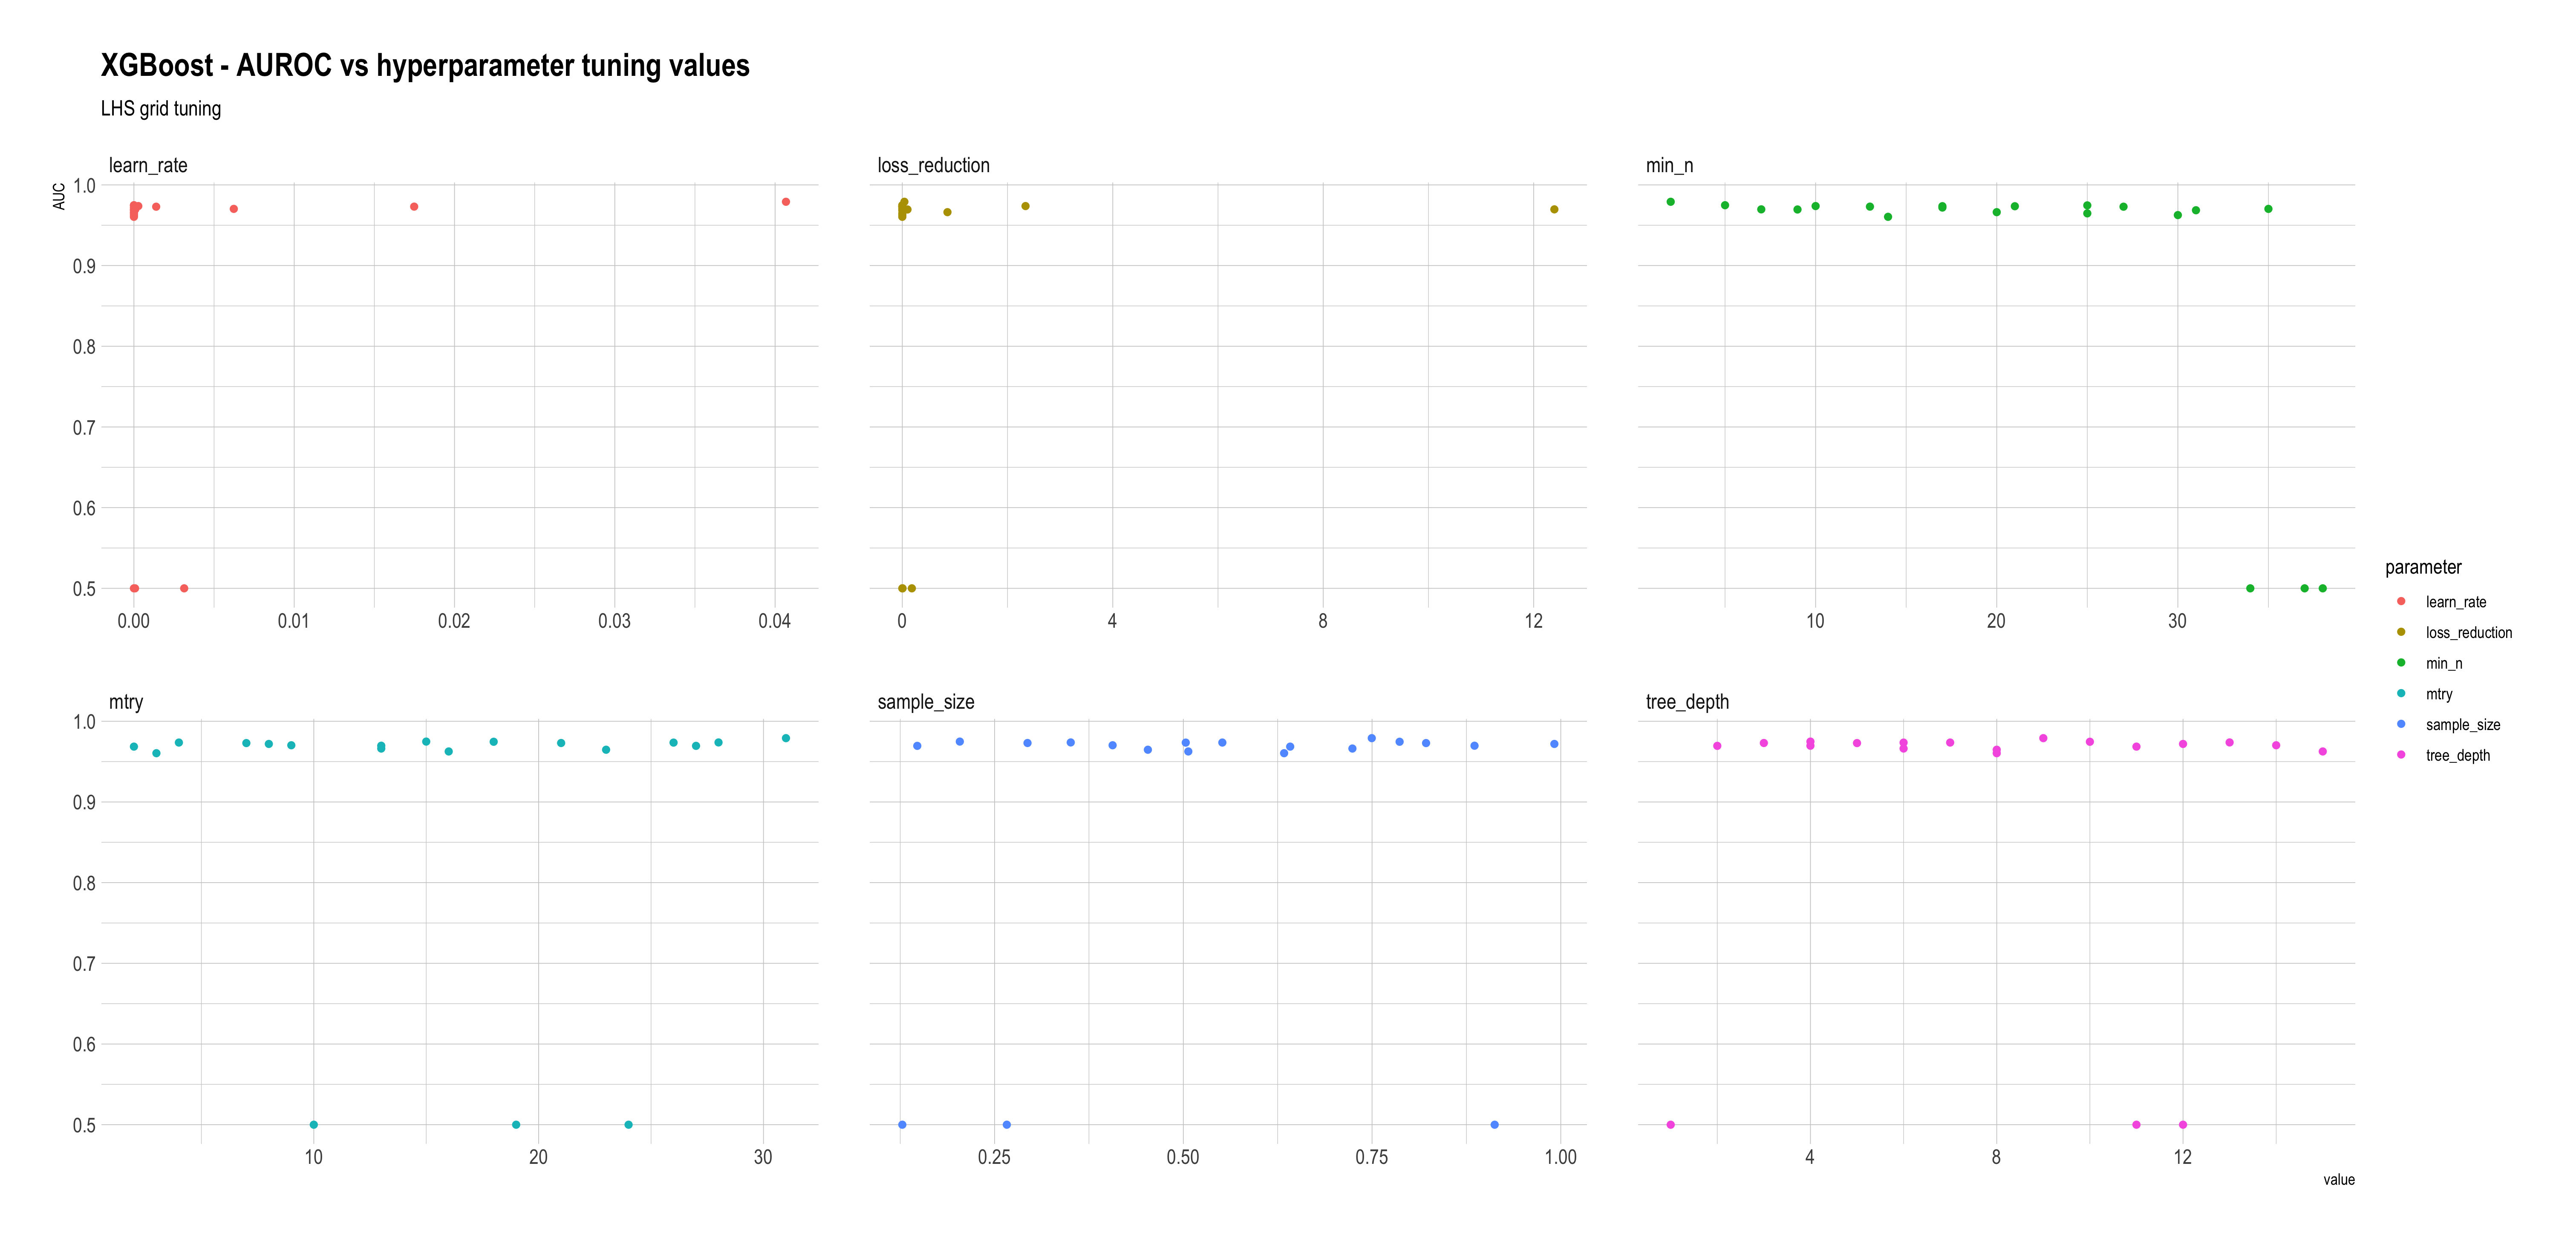 XGBoost - AUROC vs hyperparameter tuning values
LHS grid tuning
learn_rate loss_reduction min_n
AUC
1.0
0.9
0.8
0.7
0.6
0.5
0.00 0.01 0.02 0.03 0.04 0 4 8 12 10 20 30
mtry sample_size tree_depth
1.0
0.9
0.8
0.7
0.6
0.5
10 20 30 0.25 0.50 0.75 1.00 4 8 12
value
parameter
learn_rate
loss_reduction
min_n
mtry
sample_size
tree_depth